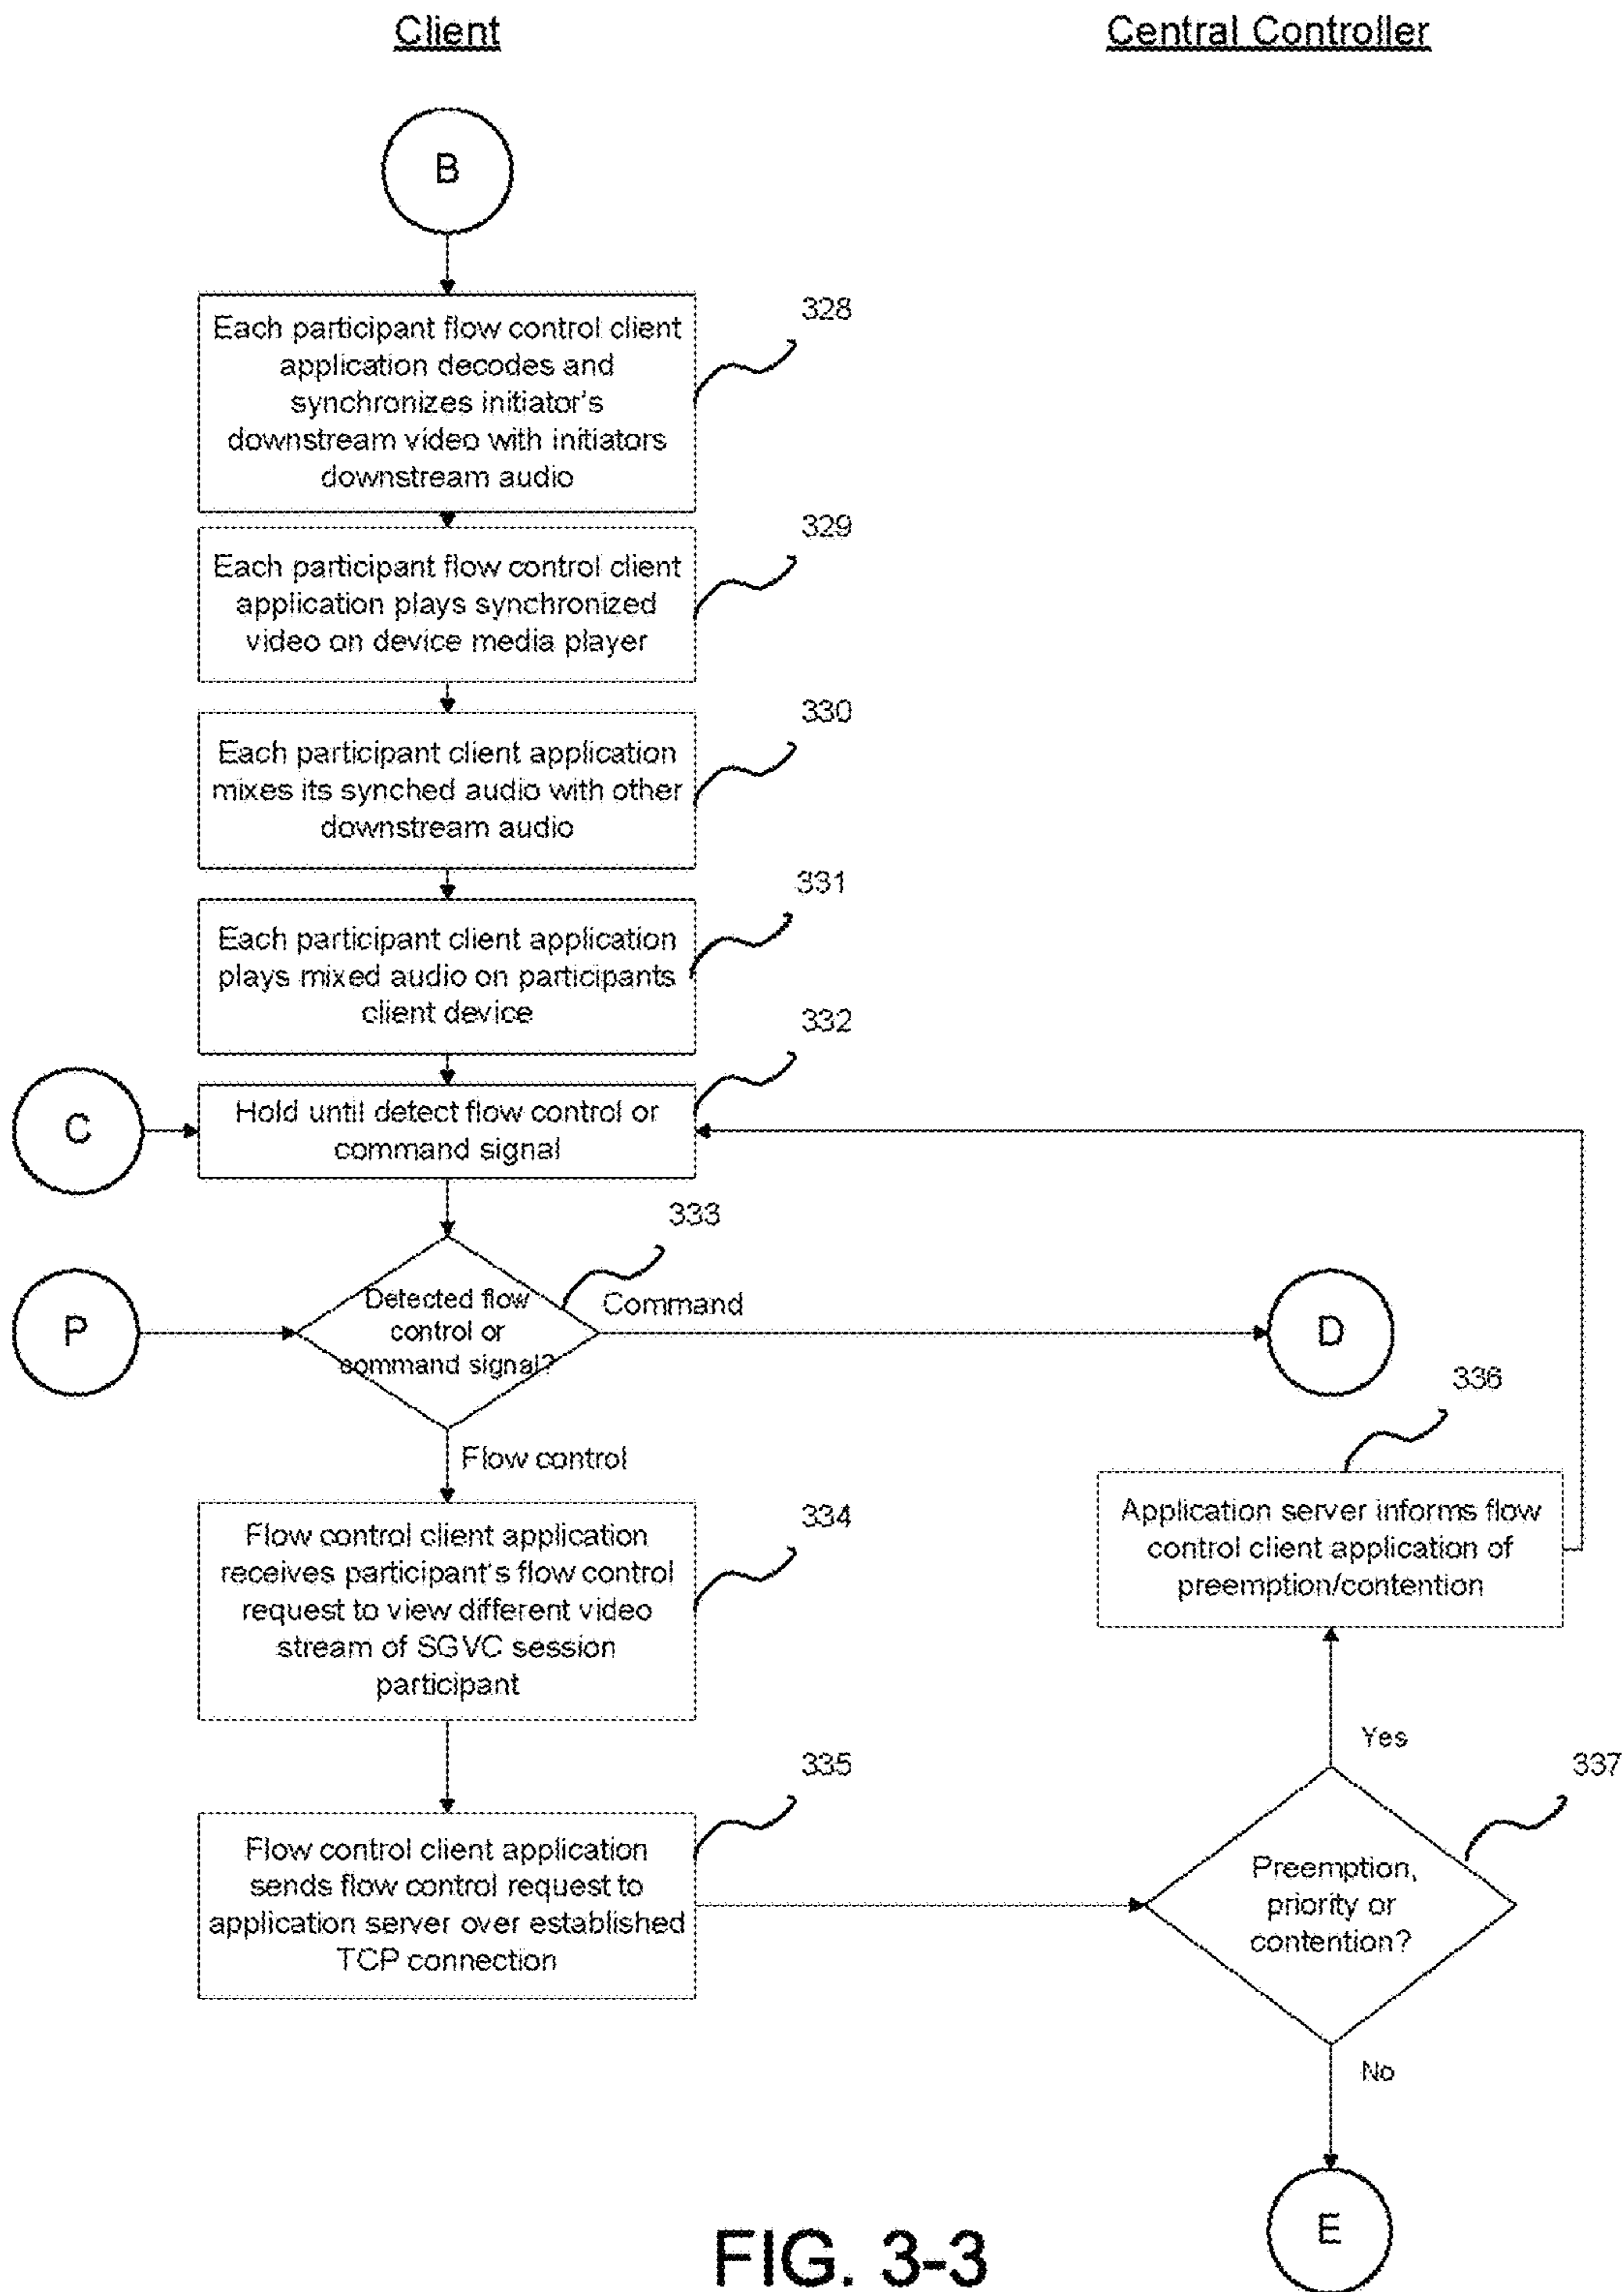 Client
Central Controller
B
Each participant flow control client
application decodes and
synchronizes initiator's
downstream video with initiators
downstream audio
328
Each participant flow control client
application plays synchronized
video on device media player
329
Each participant client application
mixes its synched audio with other
downstream audio
330
Each participant client application
plays mixed audio on participants
client device
331
C
Hold until detect flow control or
command signal
332
P
Detected flow
control or
command signal?
333
Command
D
Flow control
Flow control client application
receives participant's flow control
request to view different video
stream of SGVC session
participant
334
Application server informs flow
control client application of
preemption/contention
336
Flow control client application
sends flow control request to
application server over established
TCP connection
335
Yes
Preemption,
priority or
contention?
337
No
E
FIG. 3-3